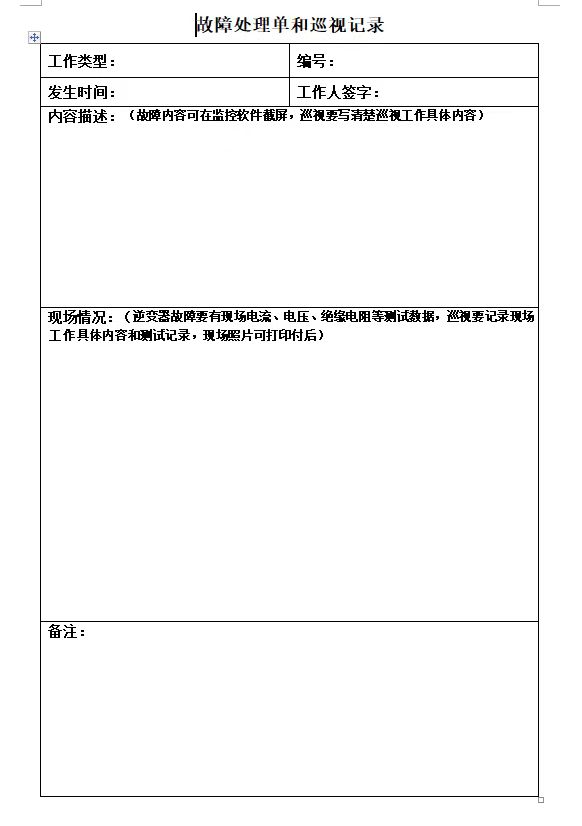 故障处理单和巡视记录
工作类型：
编号：
发生时间：
工作人签字：
内容描述：（故障内容可在监控软件截屏，巡视要写清楚巡视工作具体内容）
现场情况：（逆变器故障要有现场电流、电压、绝缘电阻等测试数据，巡视要记录现场
工作具体内容和测试记录，现场照片可打印付后）
备注：